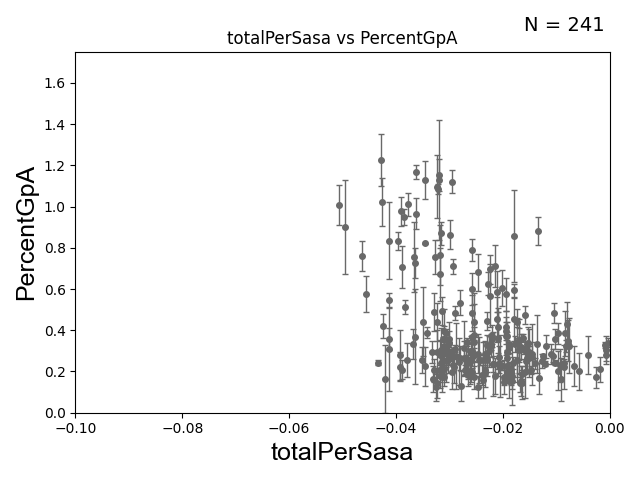 N = 241
totalPerSasa vs PercentGpA
PercentGpA
1.6
1.4
1.2
1.0
0.8
0.6
0.4
0.2
0.0
−0.10 −0.08 −0.06 −0.04 −0.02 0.00
totalPerSasa